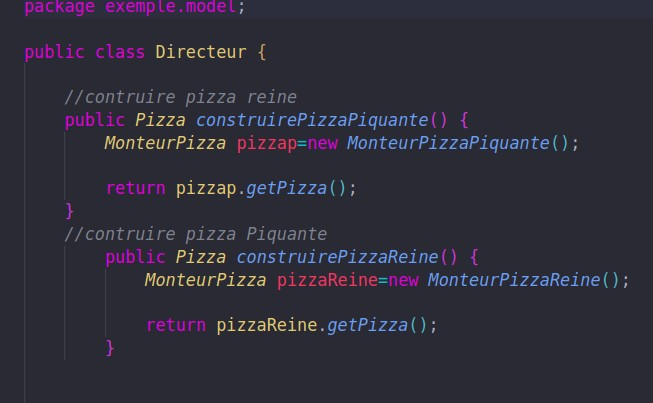 package exemple.model;
public class Directeur {
//contruire pizza reine
public Pizza construirePizzaPiquante() {
MonteurPizza pizzap=new MonteurPizzaPiquante();
return pizzap.getPizza();
}
//contruire pizza Piquante
public Pizza construirePizzaReine() {
MonteurPizza pizzaReine=new MonteurPizzaReine();
return pizzaReine.getPizza();
}